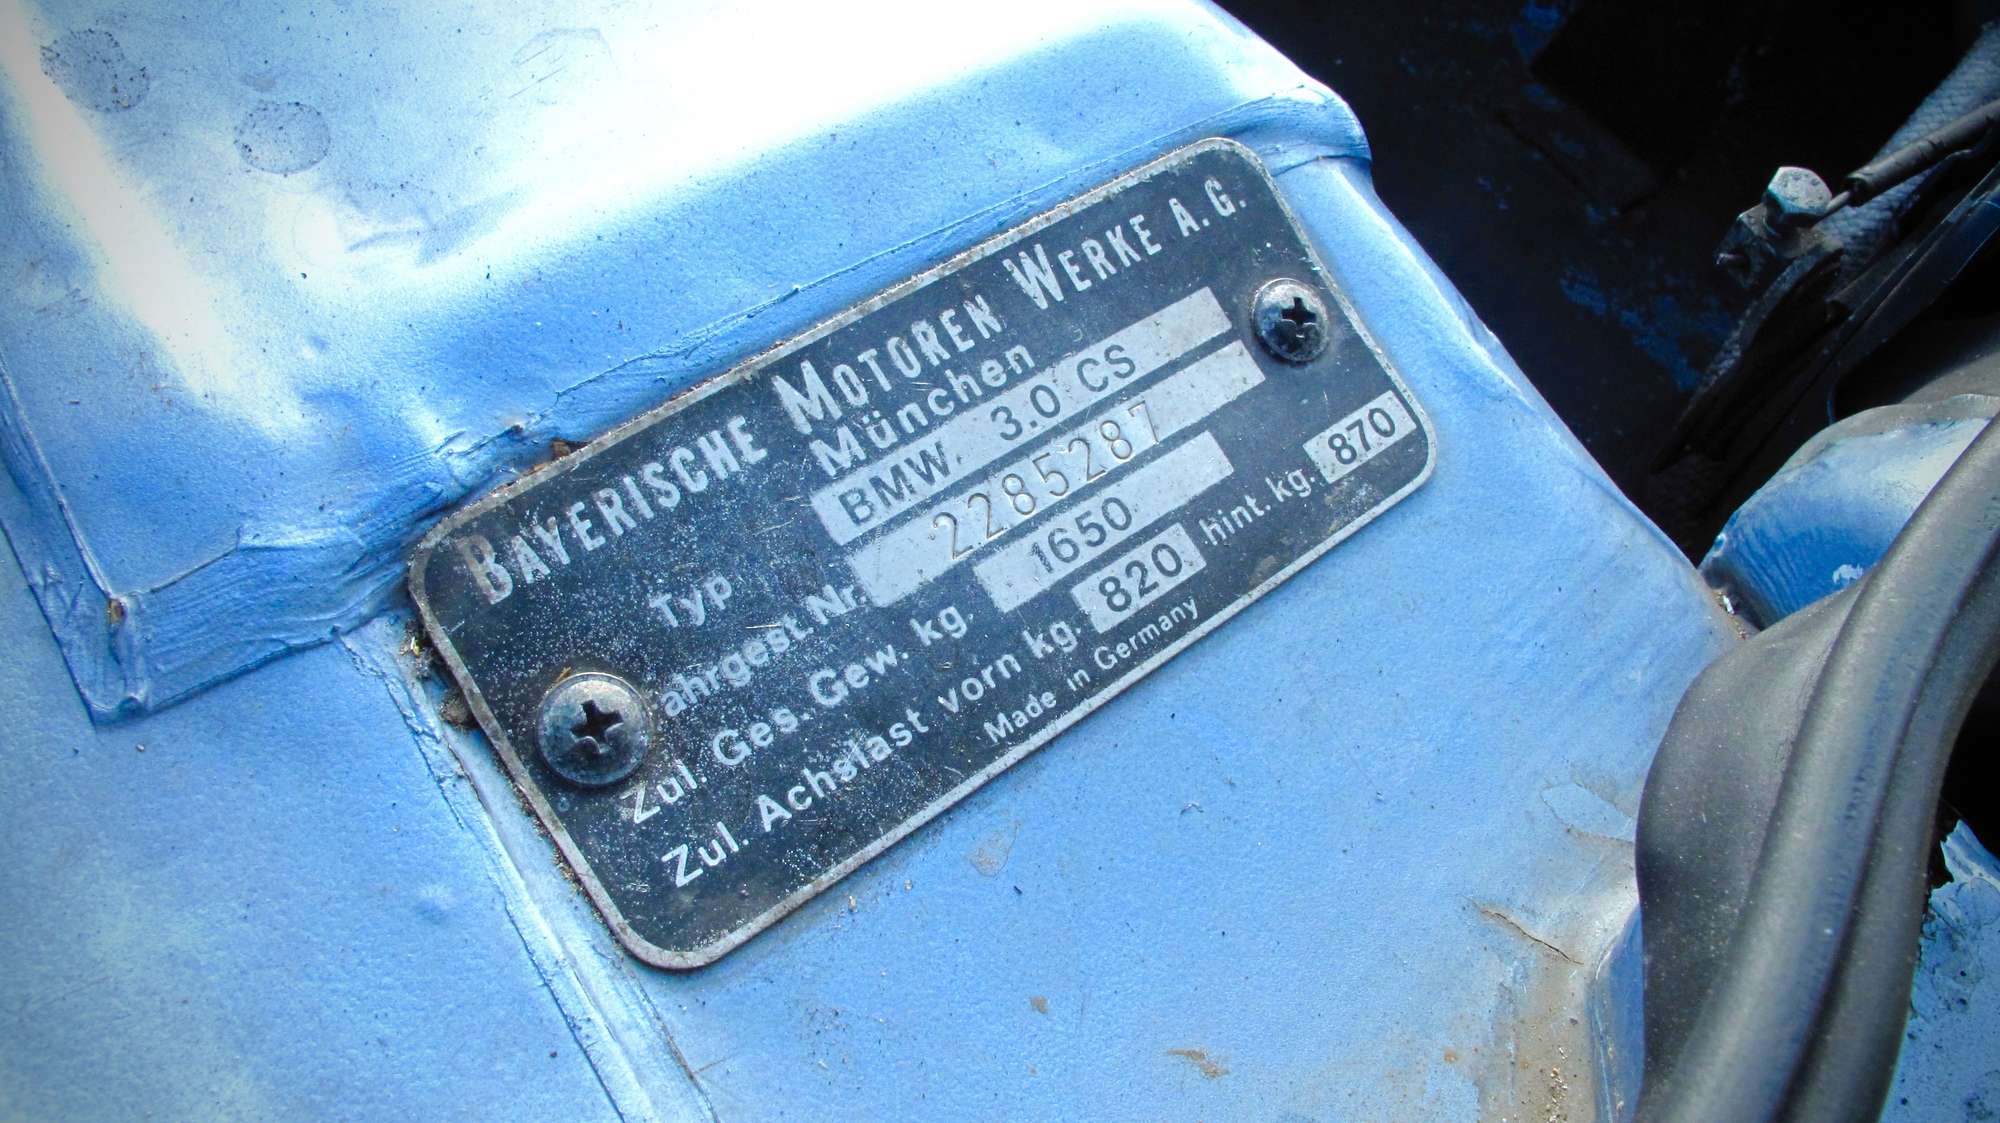 BAYERISCHE MOTOREN WERKE A.G.
München
Typ BMW 3.0 CS
ahrgest.Nr. 2285287
Zul. Ges. Gew. kg. 1650
Zul. Achslast vorn kg. 820 hint. kg. 870
Made in Germany